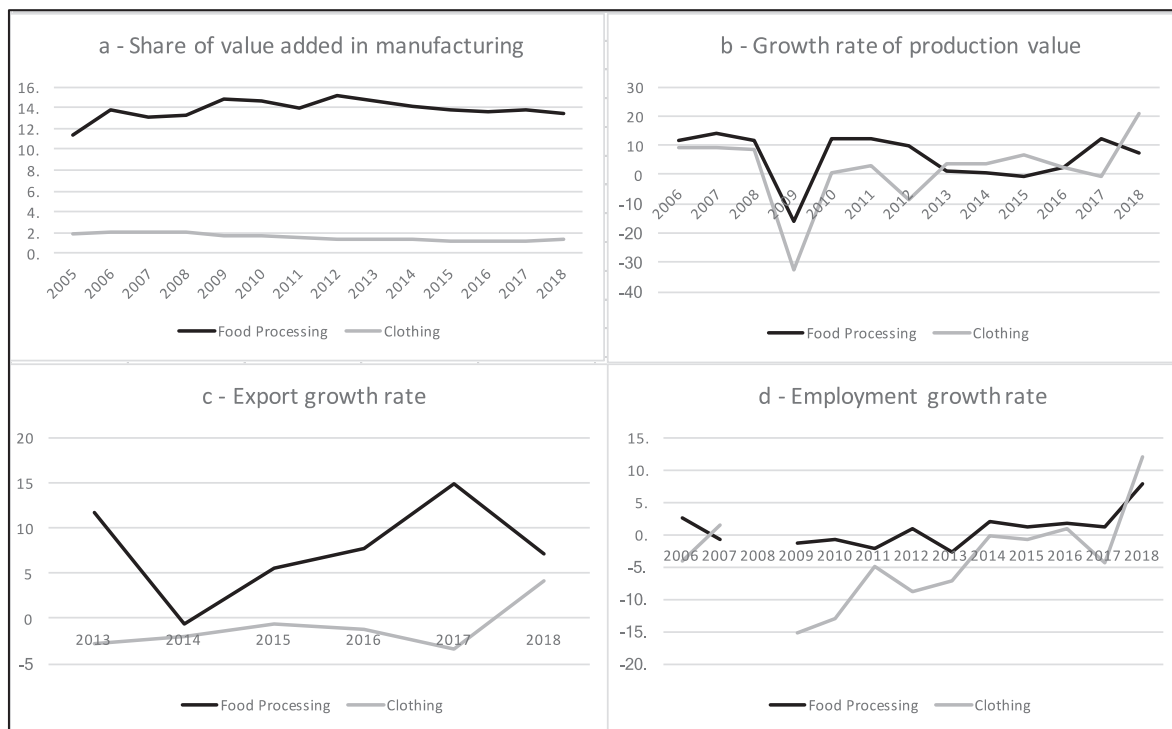 a - Share of value added in manufacturing
16.
14.
12.
10.
8.
6.
4.
2.
0.
2005 2006 2007 2008 2009 2010 2011 2012 2013 2014 2015 2016 2017 2018
Food Processing Clothing
b - Growth rate of production value
30
20
10
0
-10
-20
-30
-40
2006 2007 2008 2009 2010 2011 2012 2013 2014 2015 2016 2017 2018
Food Processing Clothing
c - Export growth rate
20
15
10
5
0
-5
2013 2014 2015 2016 2017 2018
Food Processing Clothing
d - Employment growth rate
15.
10.
5.
0.
-5.
-10.
-15.
-20.
2006 2007 2008 2009 2010 2011 2012 2013 2014 2015 2016 2017 2018
Food Processing Clothing